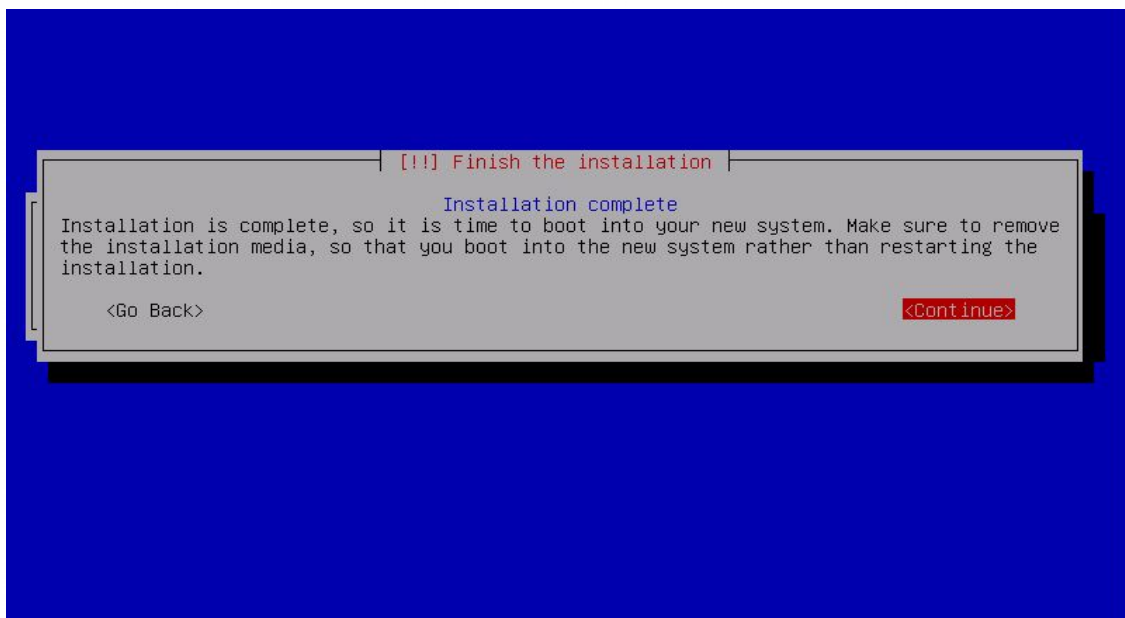 [!!] Finish the installation
Installation complete
Installation is complete, so it is time to boot into your new system. Make sure to remove
the installation media, so that you boot into the new system rather than restarting the
installation.
<Go Back> <Continue>